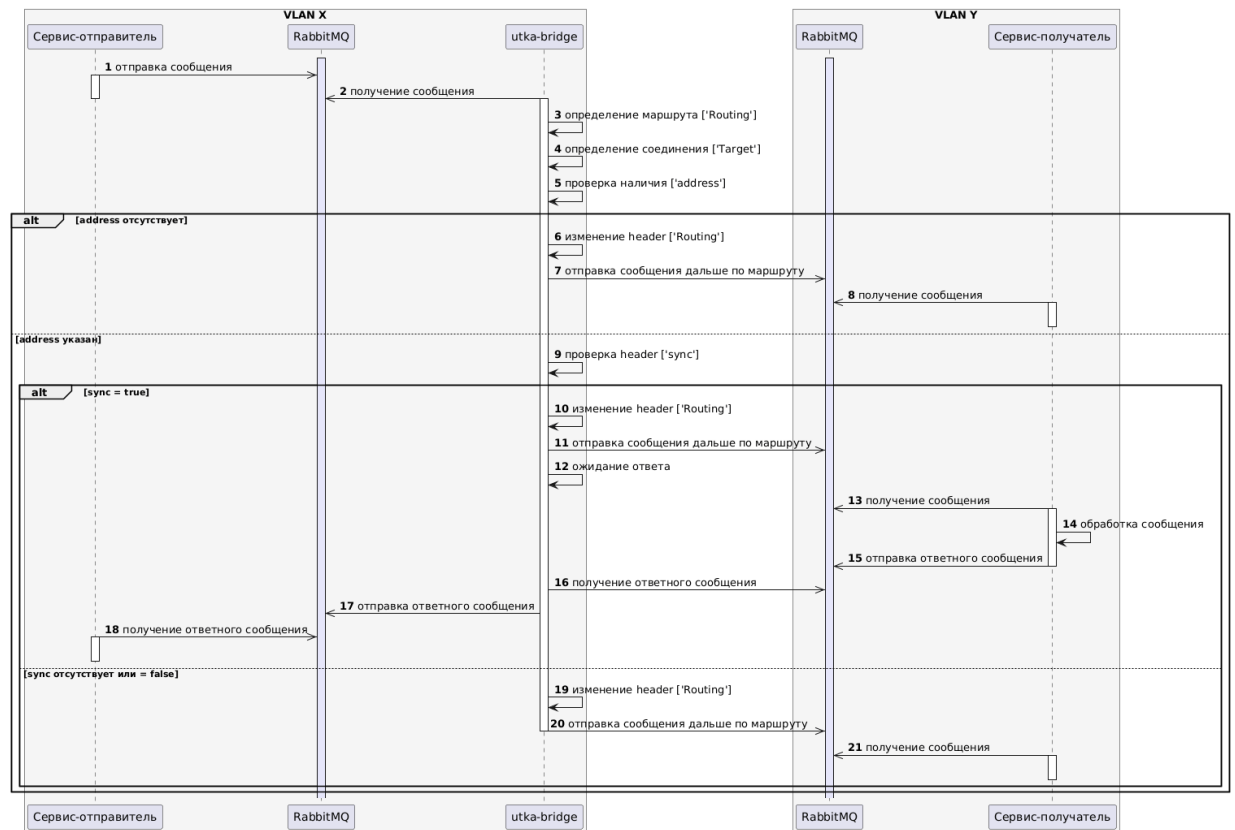 VLAN X
VLAN Y
Сервис-отправитель
RabbitMQ
utka-bridge
RabbitMQ
Сервис-получатель
1 отправка сообщения
2 получение сообщения
3 определение маршрута ['Routing']
4 определение соединения ['Target']
5 проверка наличия ['address']
alt [address отсутствует]
6 изменение header ['Routing']
7 отправка сообщения дальше по маршруту
8 получение сообщения
[address указан]
9 проверка header ['sync']
alt [sync = true]
10 изменение header ['Routing']
11 отправка сообщения дальше по маршруту
12 ожидание ответа
13 получение сообщения
14 обработка сообщения
15 отправка ответного сообщения
16 получение ответного сообщения
17 отправка ответного сообщения
18 получение ответного сообщения
[sync отсутствует или = false]
19 изменение header ['Routing']
20 отправка сообщения дальше по маршруту
21 получение сообщения
Сервис-отправитель
RabbitMQ
utka-bridge
RabbitMQ
Сервис-получатель